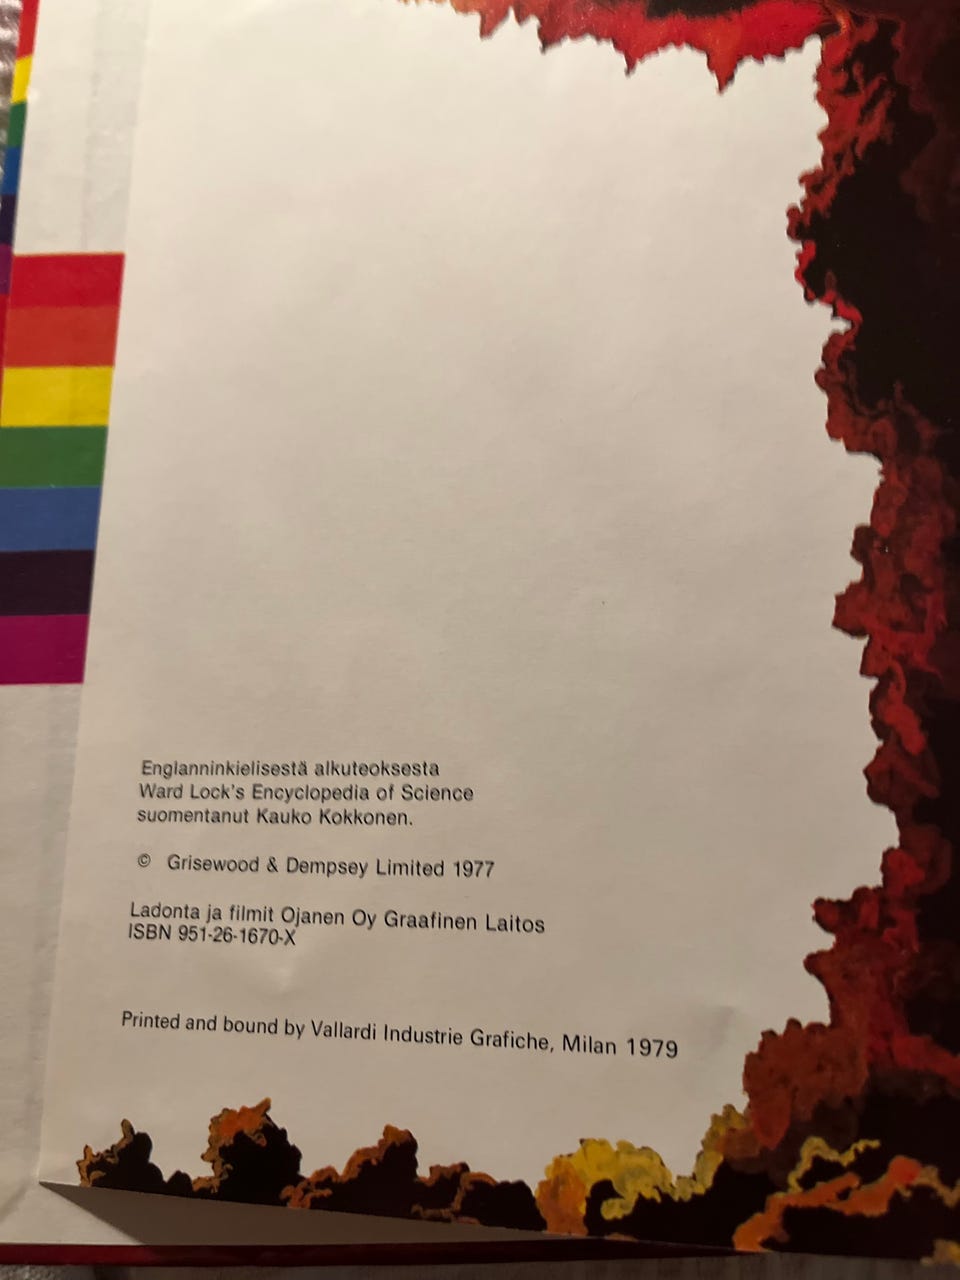 Englanninkielisestä alkuteoksesta
Ward Lock's Encyclopedia of Science
suomentanut Kauko Kokkonen.
© Grisewood & Dempsey Limited 1977
Ladonta ja filmit Ojanen Oy Graafinen Laitos
ISBN 951-26-1670-X
Printed and bound by Vallardi Industrie Grafiche, Milan 1979